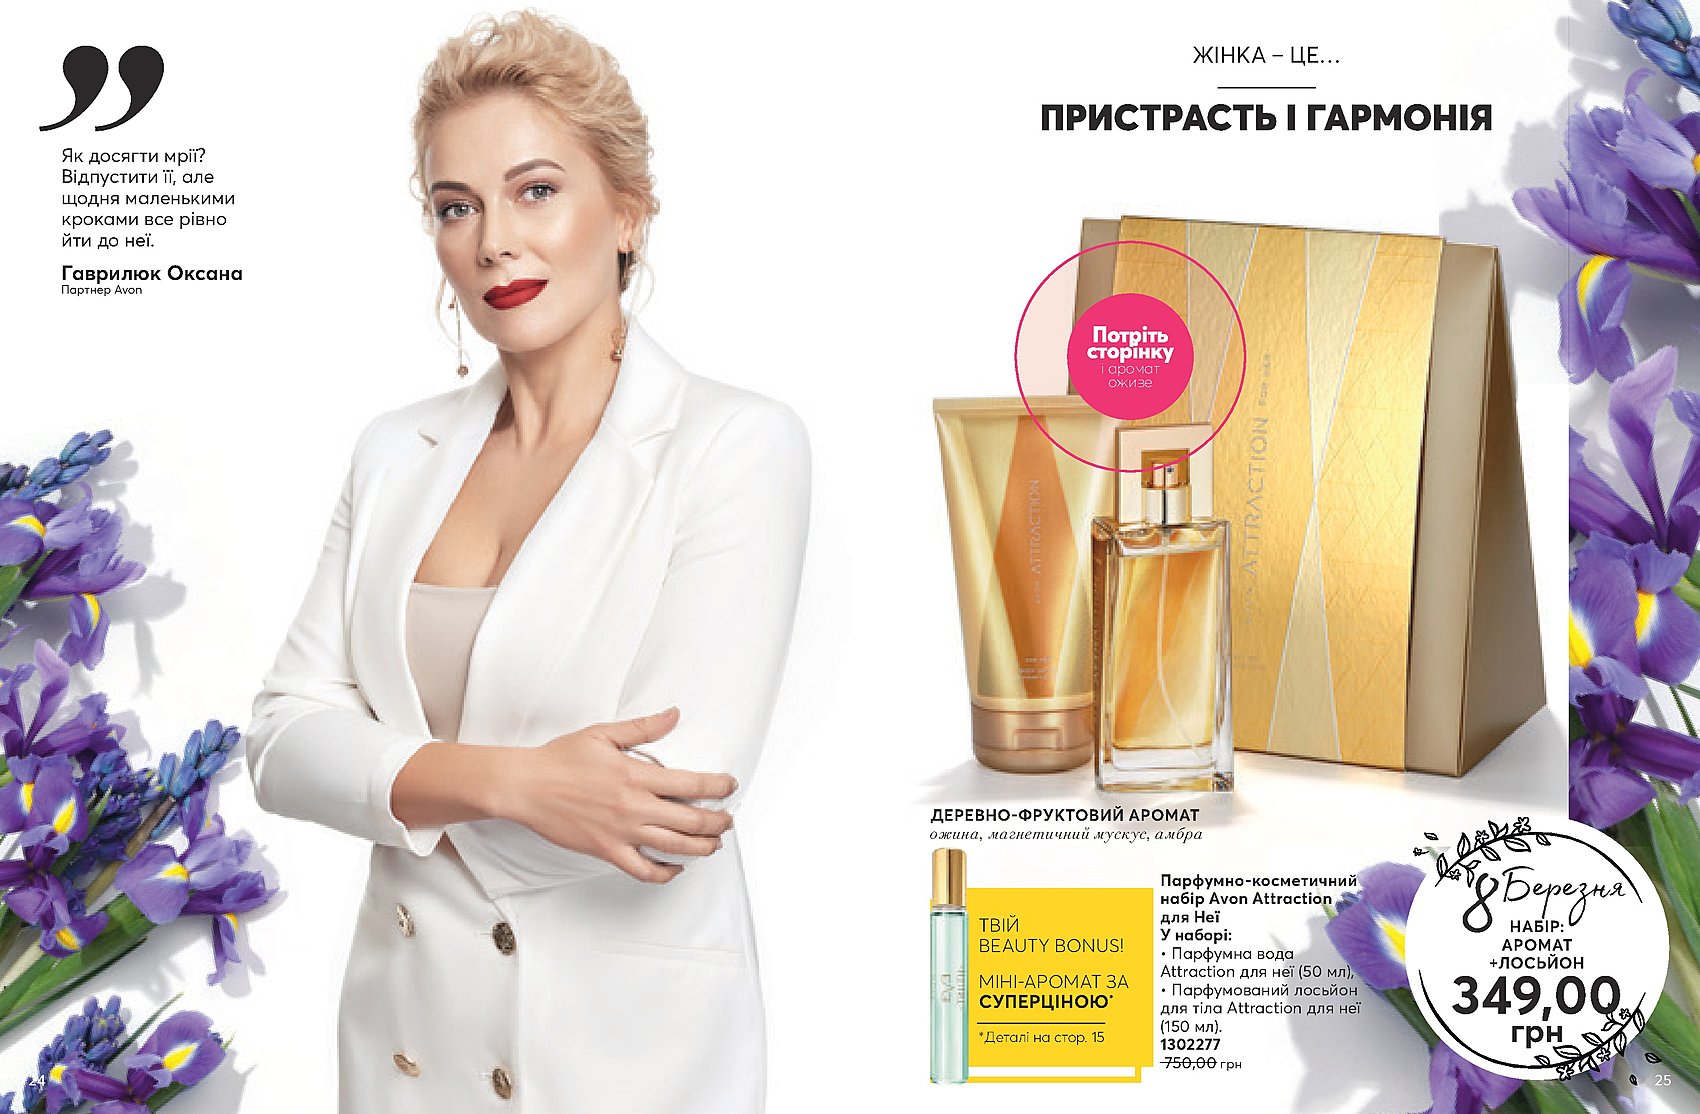 Як досягти мрії?
Відпустити її, але
щодня маленькими
кроками все рівно
йти до неї.
Гаврилюк Оксана
Партнер Avon
24
ЖІНКА – ЦЕ...
ПРИСТРАСТЬ І ГАРМОНІЯ
Потріть
сторінку
і аромат
оживе
ATTRACTION
ATTRACTION
FOR HER
ДЕРЕВНО-ФРУКТОВИЙ АРОМАТ
ожина, магнетичний мускус, амбра
ТВІЙ
BEAUTY BONUS!
МІНІ-АРОМАТ ЗА
СУПЕРЦІНОЮ*
*Деталі на стор. 15
Парфумно-косметичний
набір Avon Attraction
для Неї
У наборі:
• Парфумна вода
Attraction для неї (50 мл),
• Парфумований лосьйон
для тіла Attraction для неї
(150 мл).
1302277
750,00 грн
8 Березня
НАБІР:
АРОМАТ
+ЛОСЬЙОН
349,00
грн
25